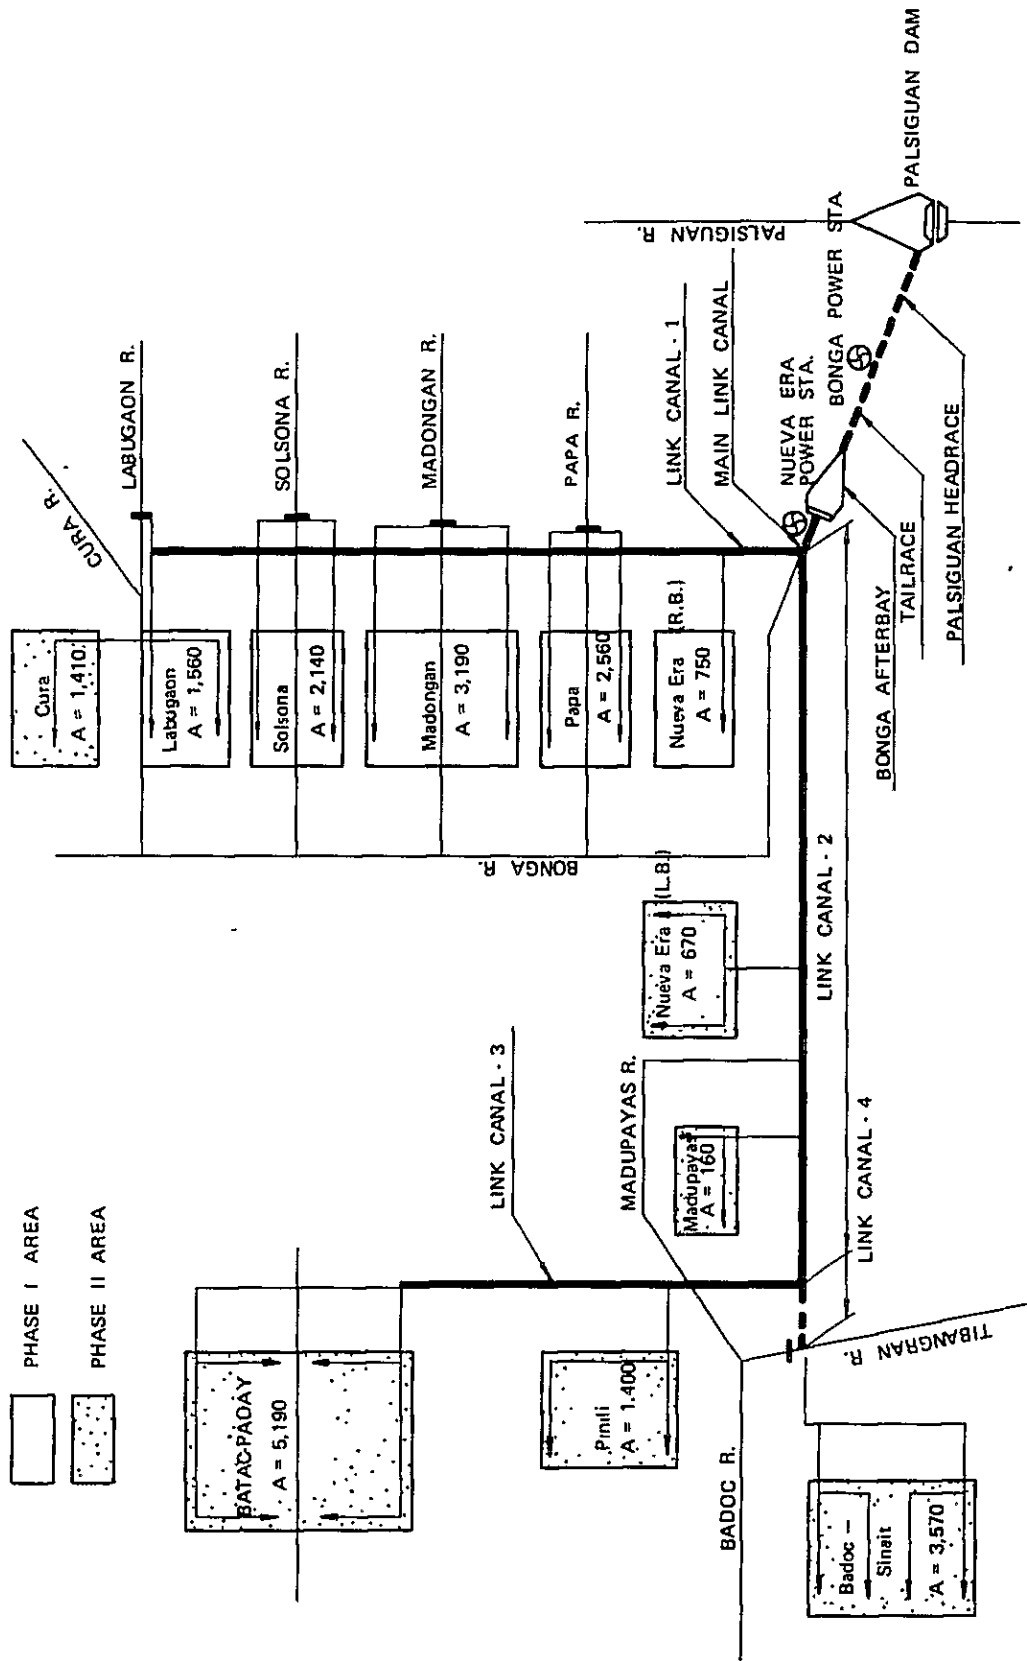 PHASE I AREA
PHASE II AREA
CURA R.
LABUGAON R.
SOLSONA R.
MADONGAN R.
PAPA R.
LINK CANAL - 1
MAIN LINK CANAL
NUEVA ERA
POWER STA.
BONGA POWER STA.
PALSIGUAN R.
PALSIGUAN DAM
Cura
A = 1,410
Labugaon
A = 1,560
Solsona
A = 2,140
Madongan
A = 3,190
Papa
A = 2,560
Nueva Era (R.B.)
A = 750
BONGA R.
BONGA AFTERBAY
TAILRACE
PALSIGUAN HEADRACE
Nueva Era (L.B.)
A = 670
LINK CANAL - 2
LINK CANAL - 3
MADUPAYAS R.
Madupayas
A = 160
LINK CANAL - 4
BATAC-PAOAY
A = 5,190
Pinili
A = 1.400
TIBANGRAN R.
BADOC R.
Badoc —
Sinait
A = 3,570